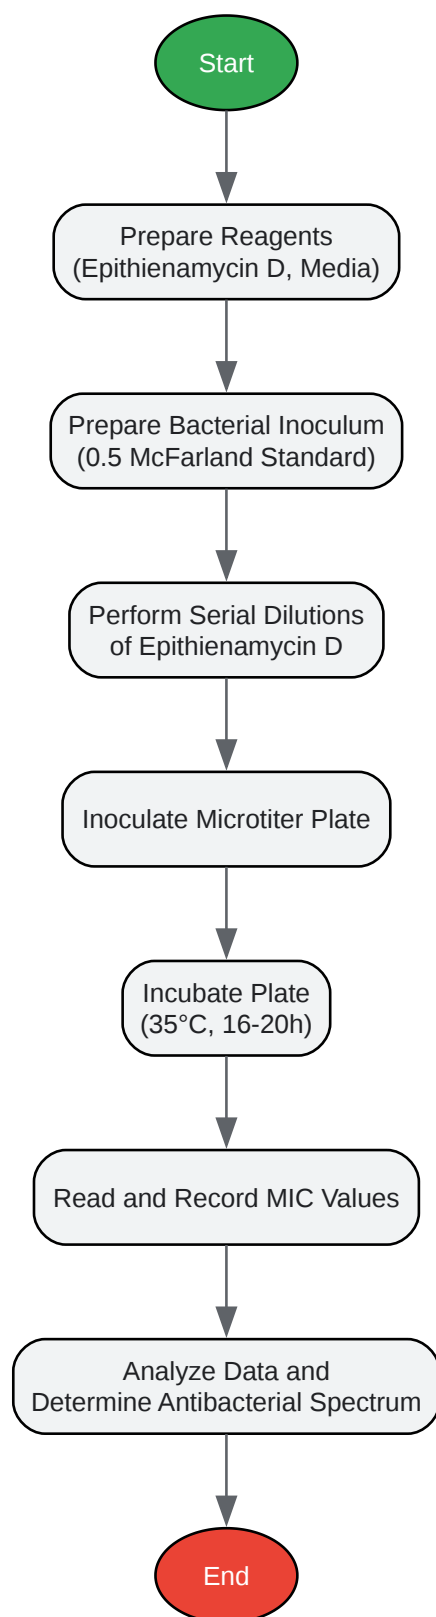 Start
Prepare Reagents
(Epithienamycin D, Media)
Prepare Bacterial Inoculum
(0.5 McFarland Standard)
Perform Serial Dilutions
of Epithienamycin D
Inoculate Microtiter Plate
Incubate Plate
(35°C, 16-20h)
Read and Record MIC Values
Analyze Data and
Determine Antibacterial Spectrum
End